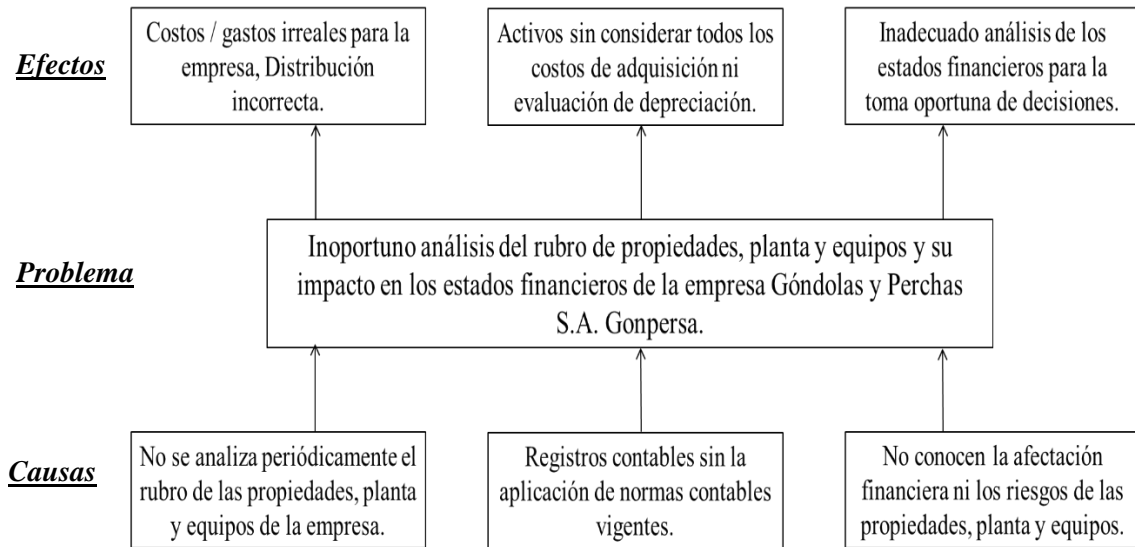 Efectos
Costos / gastos irreales para la
empresa, Distribución
incorrecta.
Activos sin considerar todos los
costos de adquisición ni
evaluación de depreciación.
Inadecuado análisis de los
estados financieros para la
toma oportuna de decisiones.
Problema
Inoportuno análisis del rubro de propiedades, planta y equipos y su
impacto en los estados financieros de la empresa Góndolas y Perchas
S.A. Gonpersa.
Causas
No se analiza periódicamente el
rubro de las propiedades, planta
y equipos de la empresa.
Registros contables sin la
aplicación de normas contables
vigentes.
No conocen la afectación
financiera ni los riesgos de las
propiedades, planta y equipos.